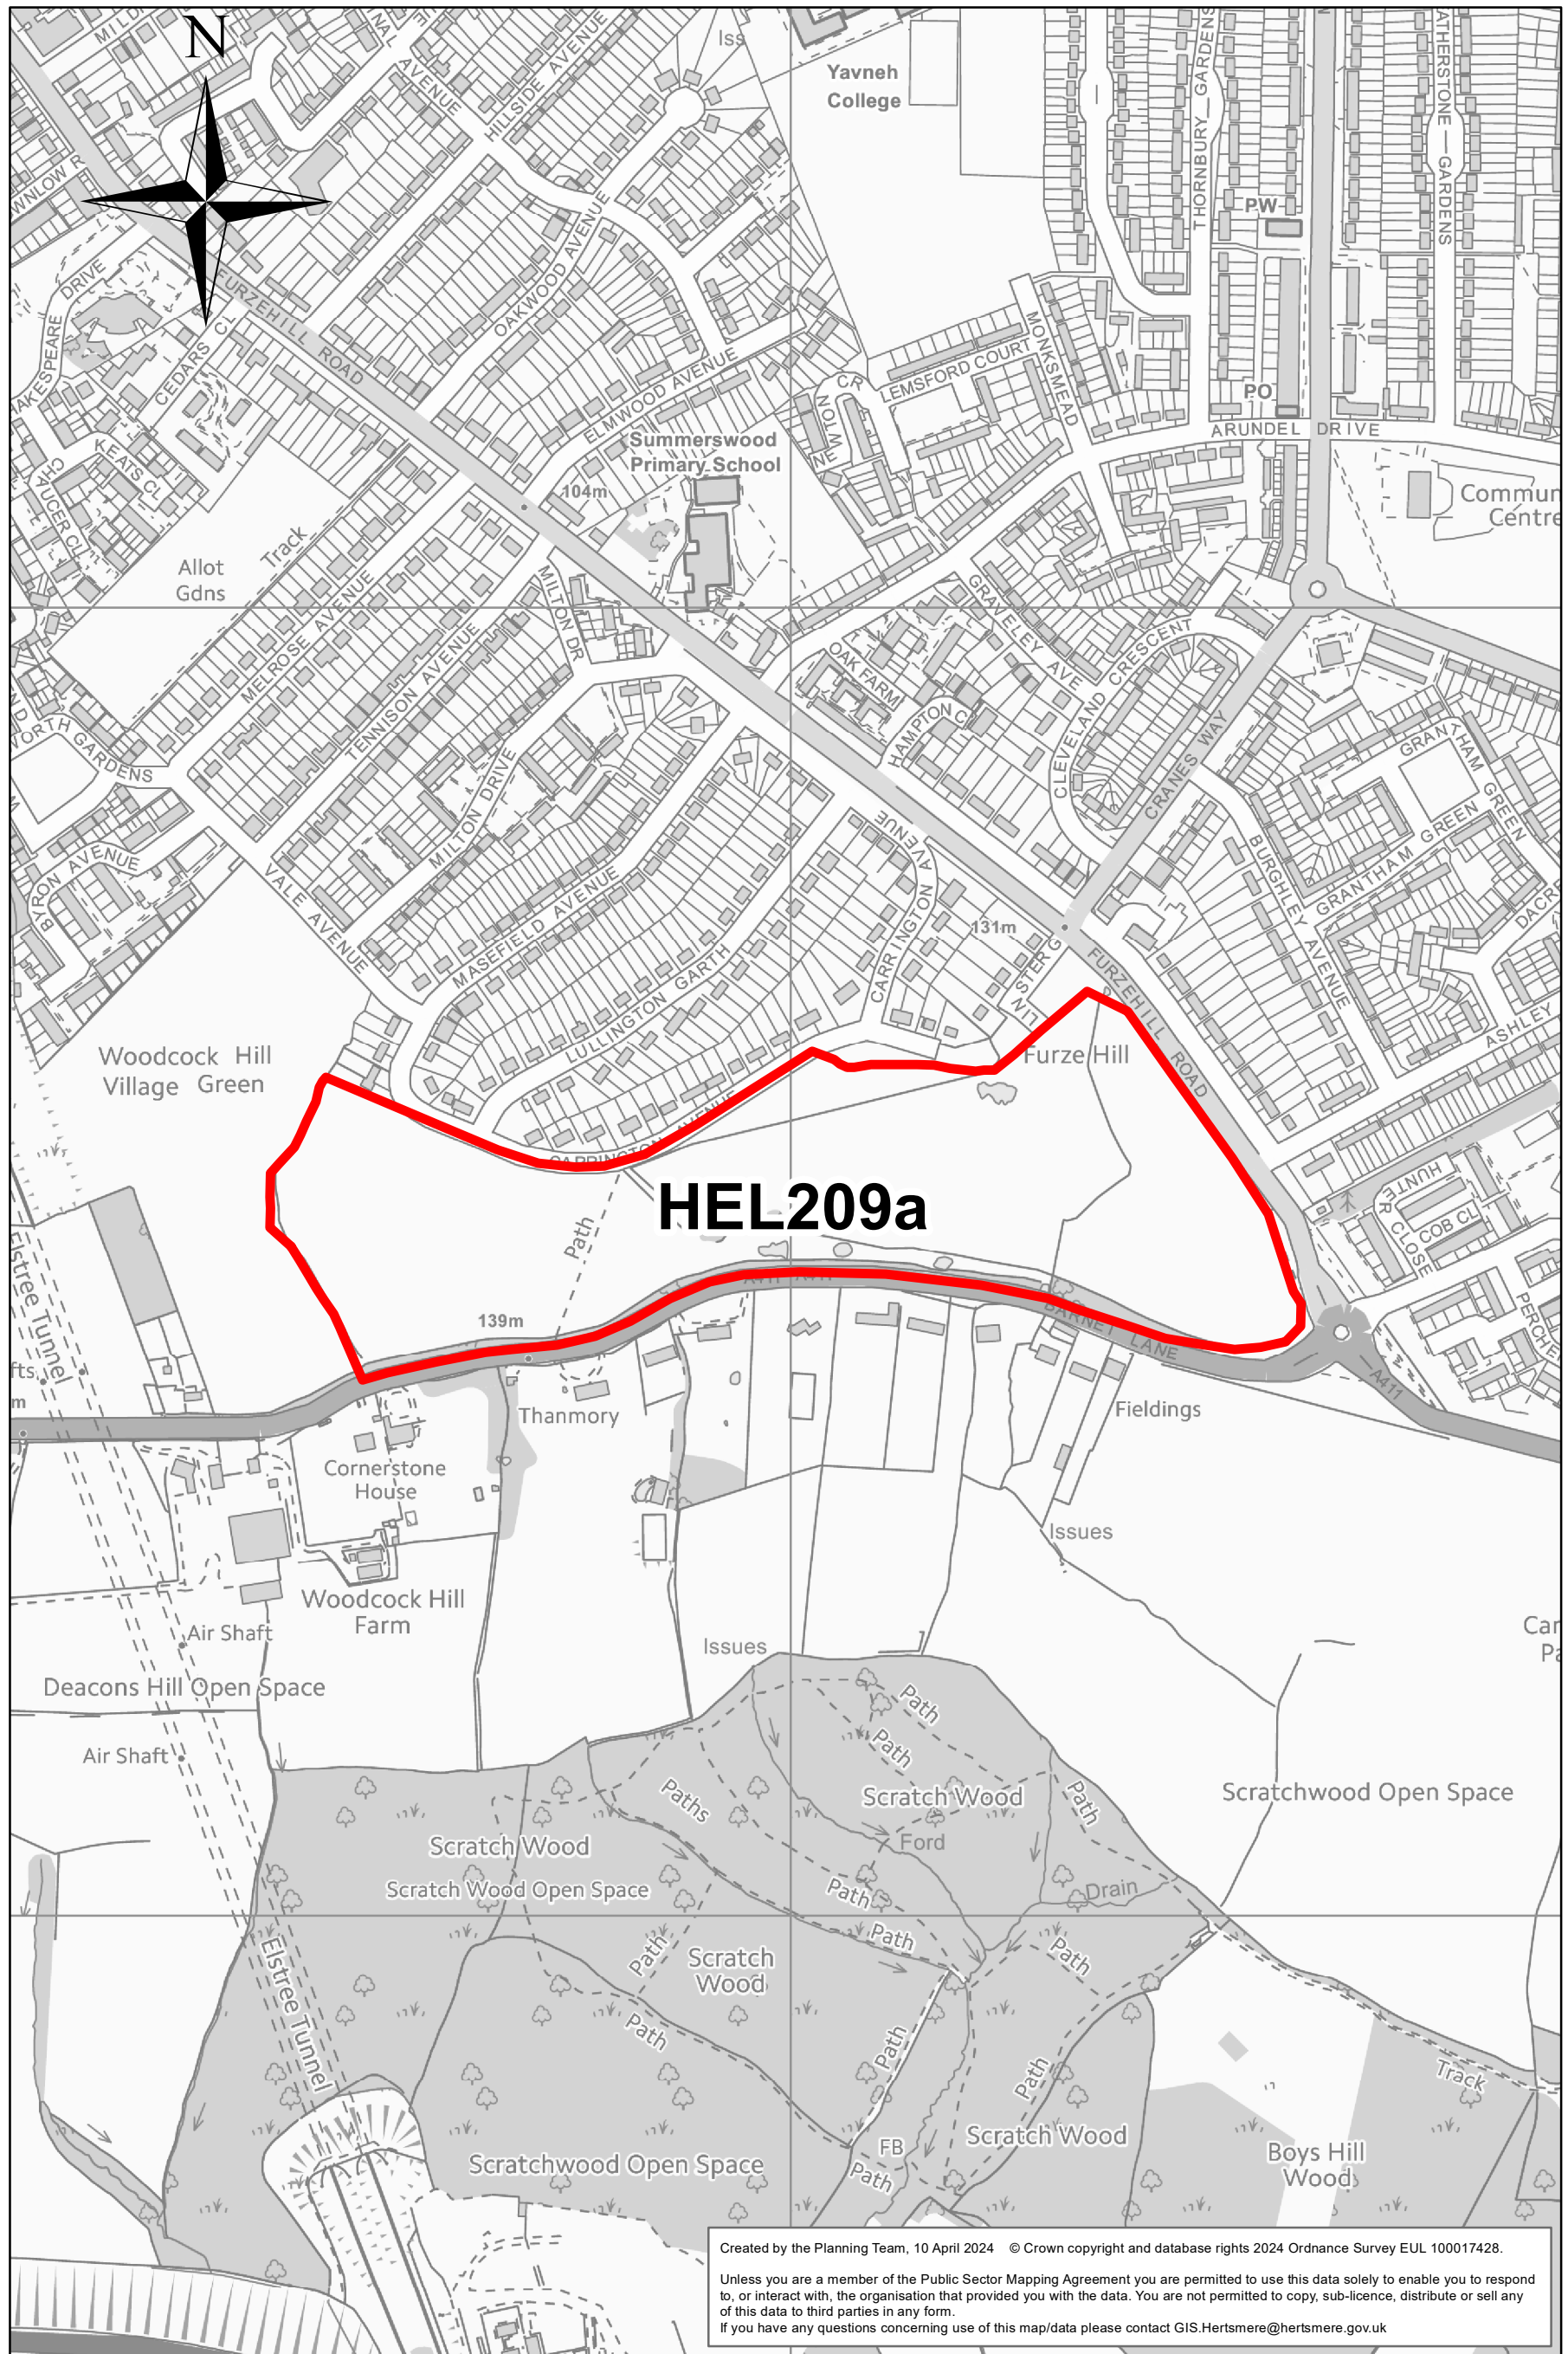 N
Iss
Yavneh
College
AVENUE
HILLSIDE AVENUE
THORNBURY GARDENS
GARDENS
PW
DRIVE
OAKWOOD AVENUE
FURZEHILL ROAD
CEDARS CL
KEATS CL
CHAUCER CL
ELMWOOD AVENUE
NEWTON CR
LEMSFORD COURT
MONKSMEAD
PO
ARUNDEL DRIVE
Summerswood
Primary School
104m
Centre
Allot
Gdns
Track
MELROSE AVENUE
TENNISON AVENUE
MILTON DR
MILTON DRIVE
OAK FARM
HAMPTON CL
GRAVELEY AVE
CLEVELAND CRESCENT
CRANES WAY
GRANTHAM GREEN
GRANTHAM GREEN
BURGHLEY AVENUE
GARDENS
BYRON AVENUE
VALE AVENUE
MASEFIELD AVENUE
LULLINGTON GARTH
CARRINGTON AVENUE
131m
FURZEHILL ROAD
ASHLEY
Woodcock Hill
Village Green
Furze Hill
CARRINGTON AVENUE
HEL209a
Path
HUNTER CLOSE
COB CL
Elstree Tunnel
139m
BARNET LANE
A411
Thanmory
Fieldings
Cornerstone
House
Issues
Woodcock Hill
Farm
Air Shaft
Issues
Deacons Hill Open Space
Air Shaft
Path
Path
Paths
Scratch Wood
Path
Scratchwood Open Space
Scratch Wood
Ford
Scratch Wood Open Space
Path
Drain
Path
Path
Path
Scratch
Wood
Elstree Tunnel
Path
Path
Path
Track
FB
Path
Scratch Wood
Scratchwood Open Space
Boys Hill
Wood
Created by the Planning Team, 10 April 2024 © Crown copyright and database rights 2024 Ordnance Survey EUL 100017428.
Unless you are a member of the Public Sector Mapping Agreement you are permitted to use this data solely to enable you to respond
to, or interact with, the organisation that provided you with the data. You are not permitted to copy, sub-licence, distribute or sell any
of this data to third parties in any form.
If you have any questions concerning use of this map/data please contact GIS.Hertsmere@hertsmere.gov.uk